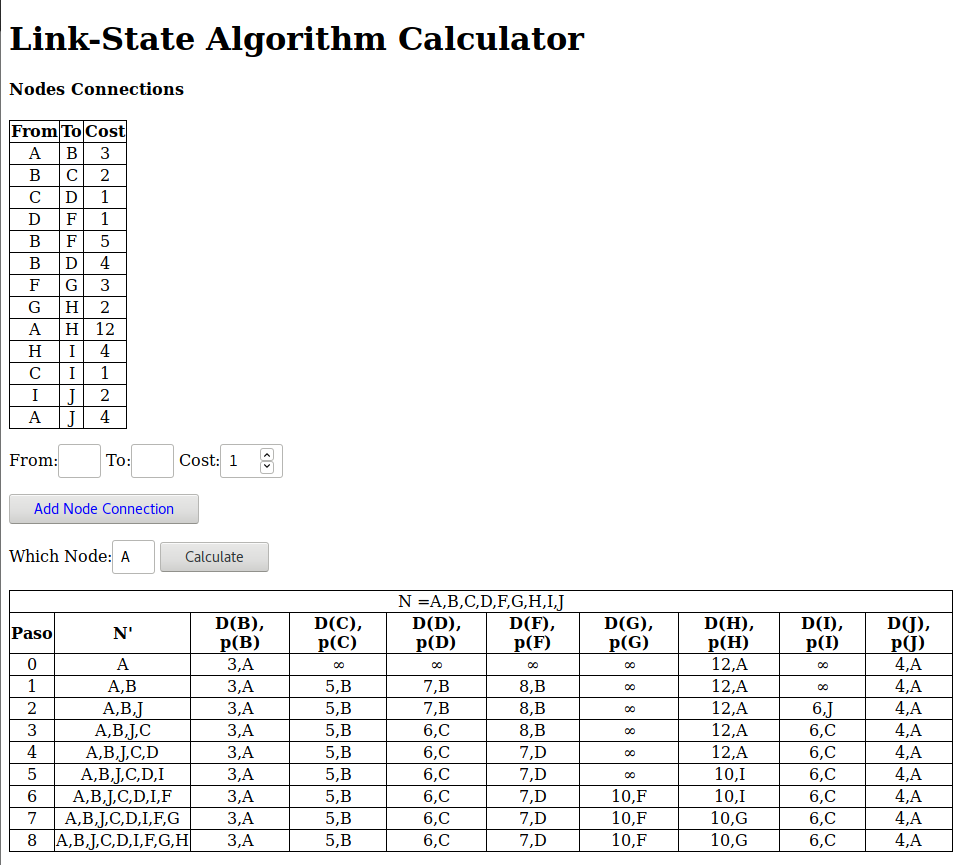 Link-State Algorithm Calculator
Nodes Connections
From To Cost
A B 3
B C 2
C D 1
D F 1
B F 5
B D 4
F G 3
G H 2
A H 12
H I 4
C I 1
I J 2
A J 4
From: To: Cost: 1
Add Node Connection
Which Node: A Calculate
N =A,B,C,D,F,G,H,I,J
Paso N' D(B), p(B) D(C), p(C) D(D), p(D) D(F), p(F) D(G), p(G) D(H), p(H) D(I), p(I) D(J), p(J)
0 A 3,A ∞ ∞ ∞ ∞ 12,A ∞ 4,A
1 A,B 3,A 5,B 7,B 8,B ∞ 12,A ∞ 4,A
2 A,B,J 3,A 5,B 7,B 8,B ∞ 12,A 6,J 4,A
3 A,B,J,C 3,A 5,B 6,C 8,B ∞ 12,A 6,C 4,A
4 A,B,J,C,D 3,A 5,B 6,C 7,D ∞ 12,A 6,C 4,A
5 A,B,J,C,D,I 3,A 5,B 6,C 7,D ∞ 10,I 6,C 4,A
6 A,B,J,C,D,I,F 3,A 5,B 6,C 7,D 10,F 10,I 6,C 4,A
7 A,B,J,C,D,I,F,G 3,A 5,B 6,C 7,D 10,F 10,G 6,C 4,A
8 A,B,J,C,D,I,F,G,H 3,A 5,B 6,C 7,D 10,F 10,G 6,C 4,A